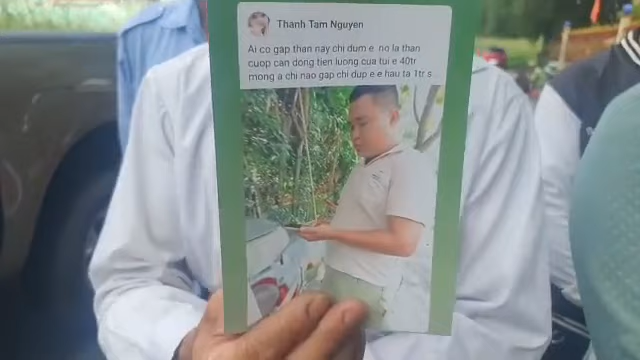 Thanh Tam Nguyen
Ai co gap than nay chi dum e no la than
cuop can dong tien luong cua tui e 40tr
mong a chi nao gap chi dup e e hau ta 1tr s